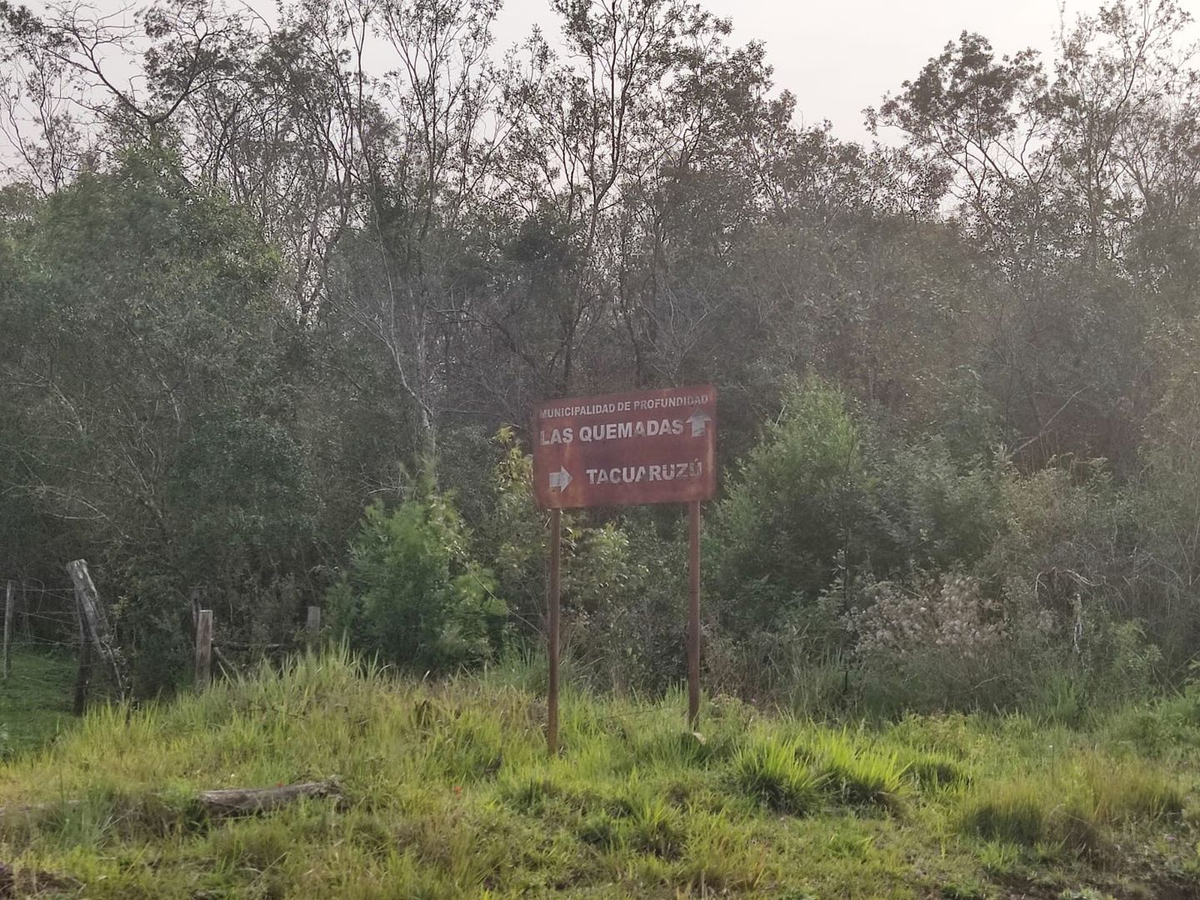 MUNICIPALIDAD DE PROFUNDIDAD
LAS QUEMADAS
TACUARUZÚ